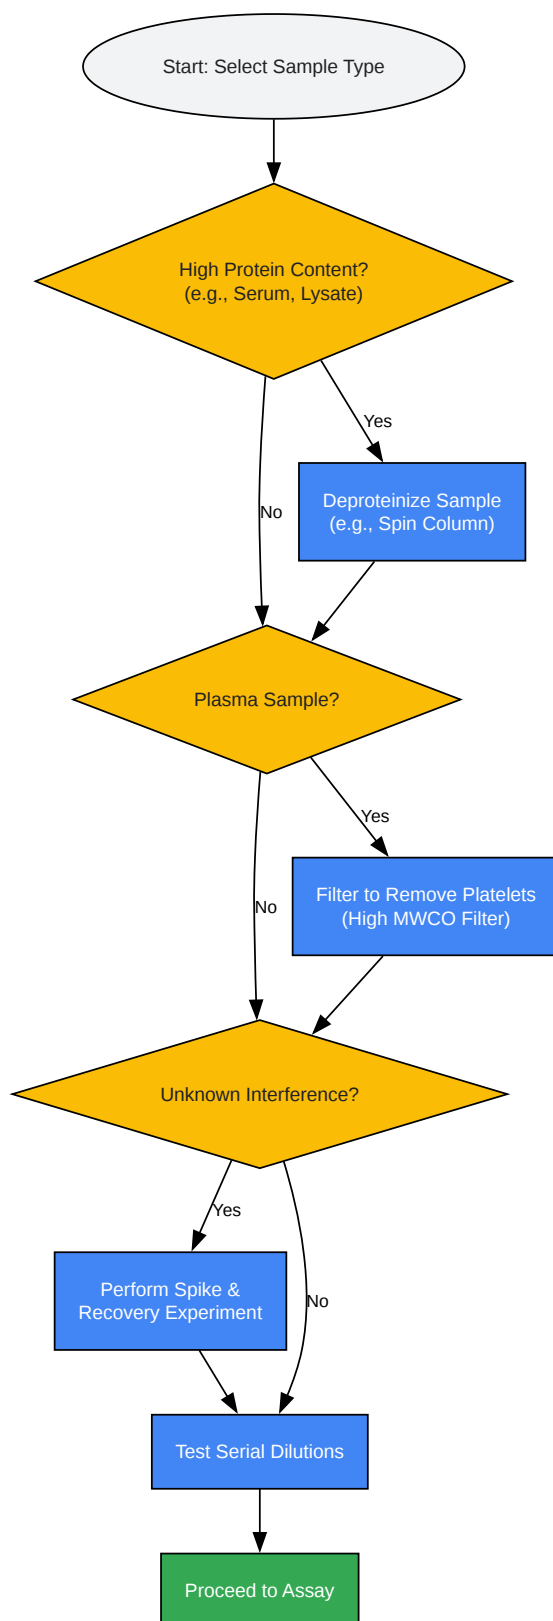 Start: Select Sample Type
High Protein Content?
(e.g., Serum, Lysate)
Yes
Deproteinize Sample
(e.g., Spin Column)
No
Plasma Sample?
Yes
Filter to Remove Platelets
(High MWCO Filter)
No
Unknown Interference?
Yes
Perform Spike &
Recovery Experiment
No
Test Serial Dilutions
Proceed to Assay